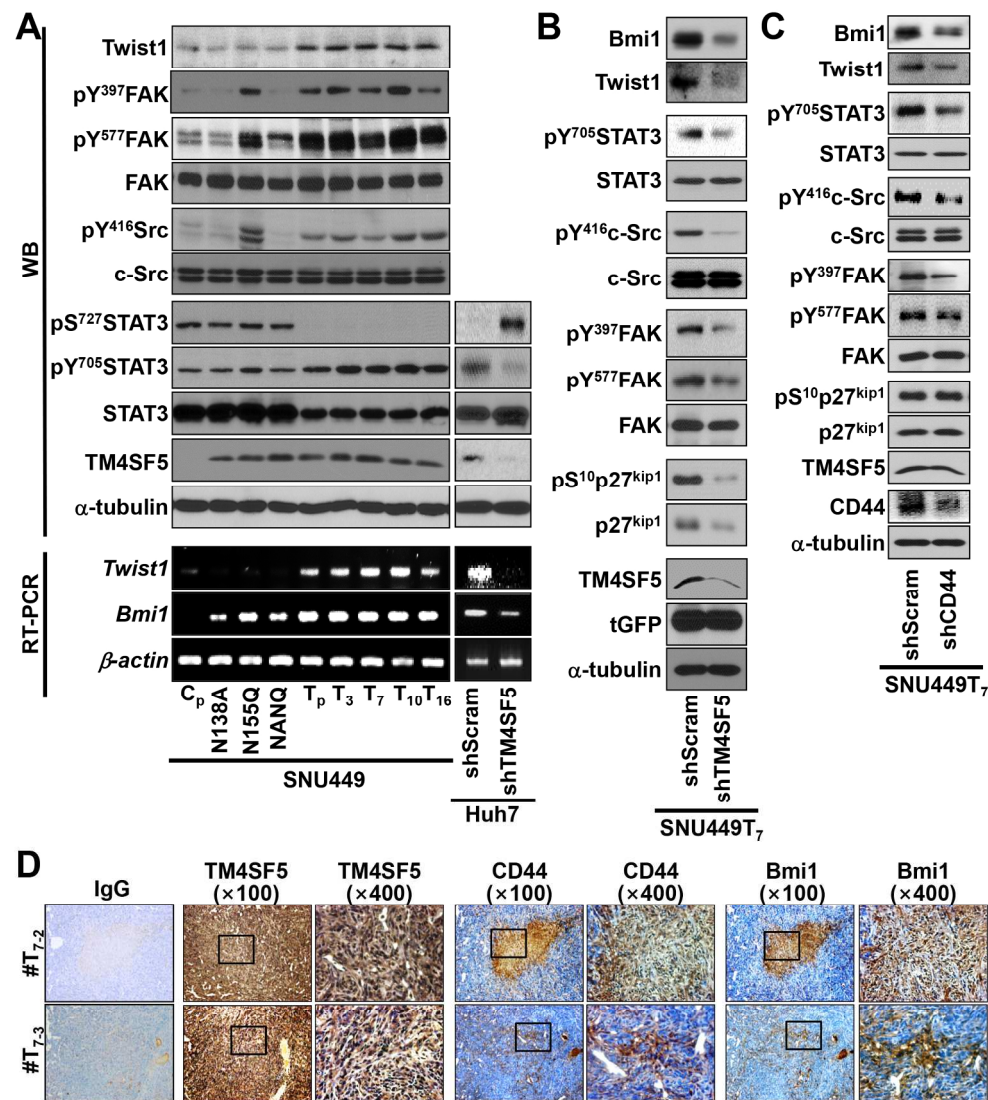 A
WB
Twist1
pY397FAK
pY577FAK
FAK
pY416Src
c-Src
pS727STAT3
pY705STAT3
STAT3
TM4SF5
α-tubulin
RT-PCR
Twist1
Bmi1
β-actin
Cp N138A N155Q NANQ Tp T3 T7 T10 T16
shScram shTM4SF5
SNU449
Huh7
B
Bmi1
Twist1
pY705STAT3
STAT3
pY416c-Src
c-Src
pY397FAK
pY577FAK
FAK
pS10p27kip1
p27kip1
TM4SF5
tGFP
α-tubulin
shScram shTM4SF5
SNU449T7
C
Bmi1
Twist1
pY705STAT3
STAT3
pY416c-Src
c-Src
pY397FAK
pY577FAK
FAK
pS10p27kip1
p27kip1
TM4SF5
CD44
α-tubulin
shScram shCD44
SNU449T7
D
IgG
TM4SF5 (×100)
TM4SF5 (×400)
CD44 (×100)
CD44 (×400)
Bmi1 (×100)
Bmi1 (×400)
#T7-2
#T7-3